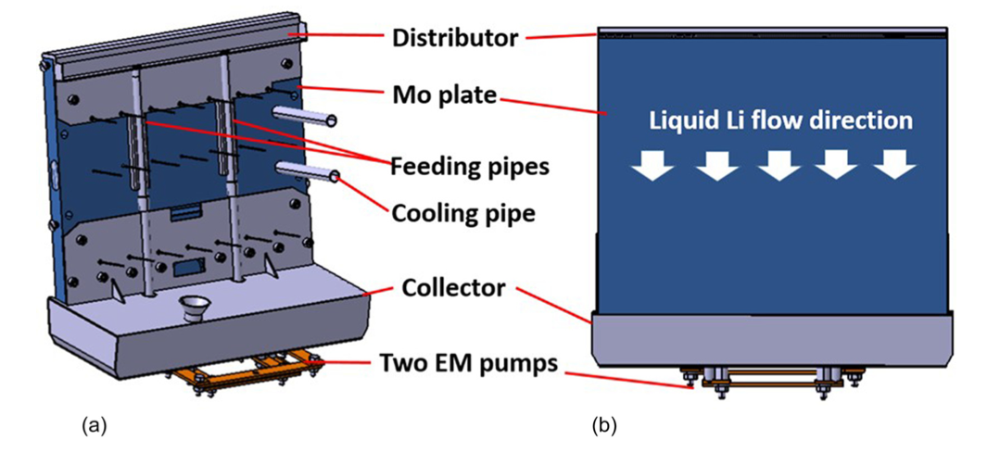 Distributor
Mo plate
Liquid Li flow direction
Feeding pipes
Cooling pipe
Collector
Two EM pumps
(a)
(b)